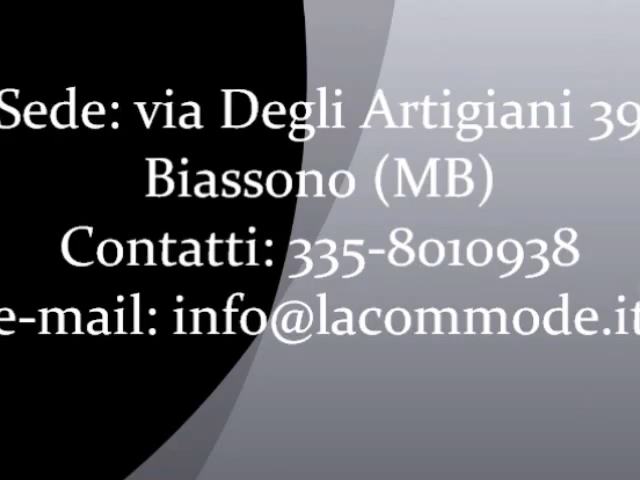 Sede: via Degli Artigiani 39
Biassono (MB)
Contatti: 335-8010938
e-mail: info@lacommode.it